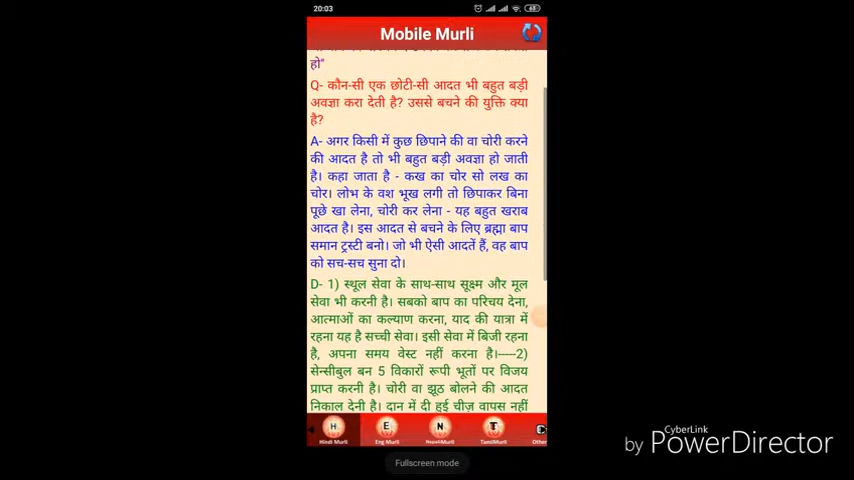 20:03
68
Mobile Murli
हो"
Q- कौन-सी एक छोटी-सी आदत भी बहुत बड़ी
अवज्ञा करा देती है? उससे बचने की युक्ति क्या
है?
A- अगर किसी में कुछ छिपाने की वा चोरी करने
की आदत है तो भी बहुत बड़ी अवज्ञा हो जाती
है। कहा जाता है - कख का चोर सो लख का
चोर। लोभ के वश भूख लगी तो छिपाकर बिना
पूछे खा लेना, चोरी कर लेना - यह बहुत खराब
आदत है। इस आदत से बचने के लिए ब्रह्मा बाप
समान ट्रस्टी बनो। जो भी ऐसी आदतें हैं, वह बाप
को सच-सच सुना दो।
D- 1) स्थूल सेवा के साथ-साथ सूक्ष्म और मूल
सेवा भी करनी है। सबको बाप का परिचय देना,
आत्माओं का कल्याण करना, याद की यात्रा में
रहना यह है सच्ची सेवा। इसी सेवा में बिजी रहना
है, अपना समय वेस्ट नहीं करना है।-----2)
सेन्सीबुल बन 5 विकारों रूपी भूतों पर विजय
प्राप्त करनी है। चोरी वा झूठ बोलने की आदत
निकाल देनी है। दान में दी हुई चीज़ वापस नहीं
H E N T
Hindi Murli Eng Murli NepaliMurli TamilMurli Other
Fullscreen mode
CyberLink
by PowerDirector